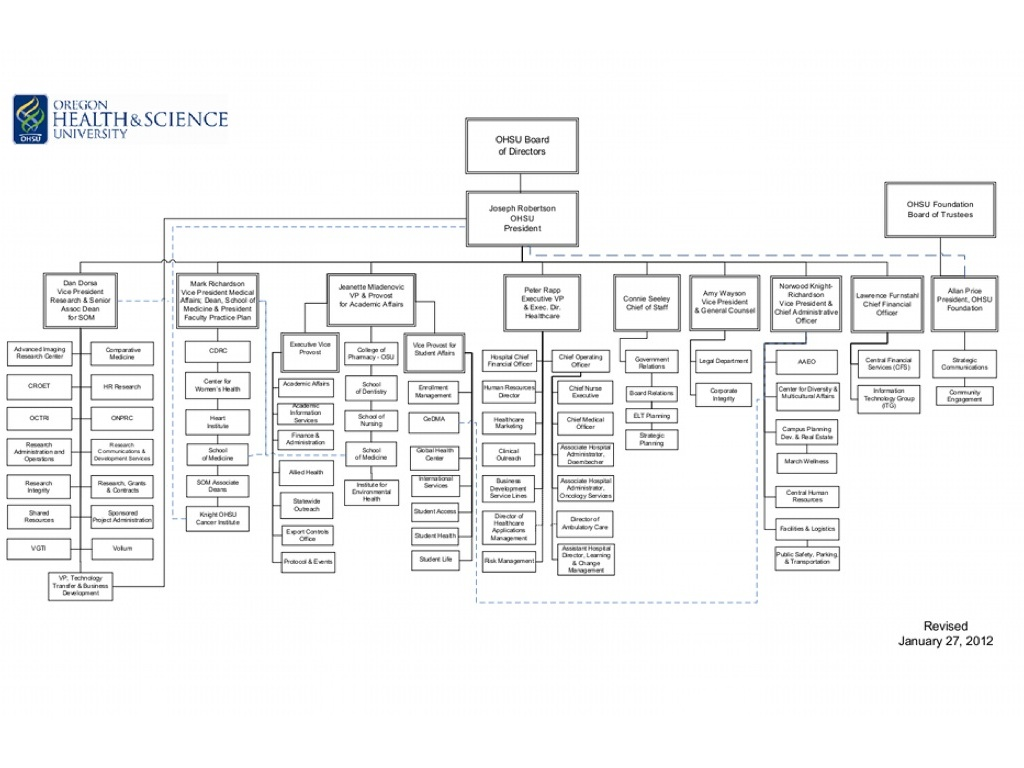 OREGON
HEALTH&SCIENCE
UNIVERSITY
OHSU
OHSU Board
of Directors
Joseph Robertson
OHSU
President
OHSU Foundation
Board of Trustees
Dan Dorsa
Vice President
Research & Senior
Assoc Dean
for SOM
Mark Richardson
Vice President Medical
Affairs; Dean, School of
Medicine & President
Faculty Practice Plan
Jeanette Mladenovic
VP & Provost
for Academic Affairs
Peter Rapp
Executive VP
& Exec. Dir.
Healthcare
Connie Seeley
Chief of Staff
Amy Wayson
Vice President
& General Counsel
Norwood Knight-
Richardson
Vice President &
Chief Administrative
Officer
Lawrence Furnstahl
Chief Financial
Officer
Allan Price
President, OHSU
Foundation
Advanced Imaging
Research Center
CROET
OCTRI
Research
Administration and
Operations
Research
Integrity
Shared
Resources
VGTI
Comparative
Medicine
HR Research
ONPRC
Research
Communications &
Development Services
Research, Grants
& Contracts
Sponsored
Project Administration
Vollum
VP, Technology
Transfer & Business
Development
CDRC
Center for
Women's Health
Heart
Institute
School
of Medicine
SOM Associate
Deans
Knight OHSU
Cancer Institute
Executive Vice
Provost
Academic Affairs
Academic
Information
Services
Finance &
Administration
Allied Health
Statewide
Outreach
Export Controls
Office
Protocol & Events
College of
Pharmacy - OSU
School
of Dentistry
School of
Nursing
School
of Medicine
Institute for
Environmental
Health
Vice Provost for
Student Affairs
Enrollment
Management
CeDMA
Global Health
Center
International
Services
Student Access
Student Health
Student Life
Hospital Chief
Financial Officer
Human Resources
Director
Healthcare
Marketing
Clinical
Outreach
Business
Development
Service Lines
Director of
Healthcare
Applications
Management
Risk Management
Chief Operating
Officer
Chief Nurse
Executive
Chief Medical
Officer
Associate Hospital
Administrator,
Doernbecher
Associate Hospital
Administrator,
Oncology Services
Director of
Ambulatory Care
Assistant Hospital
Director, Learning
& Change
Management
Government
Relations
Board Relations
ELT Planning
Strategic
Planning
Legal Department
Corporate
Integrity
AAEO
Center for Diversity &
Multicultural Affairs
Campus Planning
Dev. & Real Estate
March Wellness
Central Human
Resources
Facilities & Logistics
Public Safety, Parking,
& Transportation
Central Financial
Services (CFS)
Information
Technology Group
(ITG)
Strategic
Communications
Community
Engagement
Revised
January 27, 2012